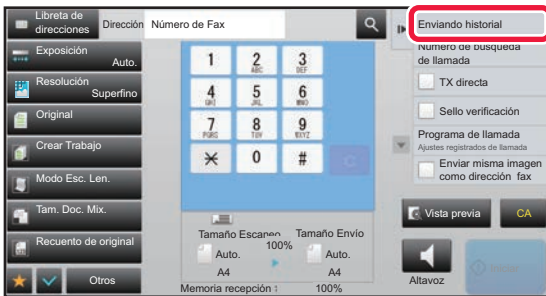 Libreta de
direcciones
Dirección
Número de Fax
Enviando historial
Exposición
Auto.
Resolución
Superfino
Original
Crear Trabajo
Modo Esc. Len.
Tam. Doc. Mix.
Recuento de original
Otros
1
2
ABC
3
DEF
4
GHI
5
JKL
6
MNO
7
PQRS
8
TUV
9
WXYZ
0
#
C
Tamaño Escaneo
Tamaño Envío
100%
Auto.
Auto.
A4
A4
Memoria recepción :
100%
Número de búsqueda
de llamada
TX directa
Sello verificación
Programa de llamada
Ajustes registrados de llamada
Enviar misma imagen
como dirección fax
Vista previa
CA
Altavoz
Iniciar